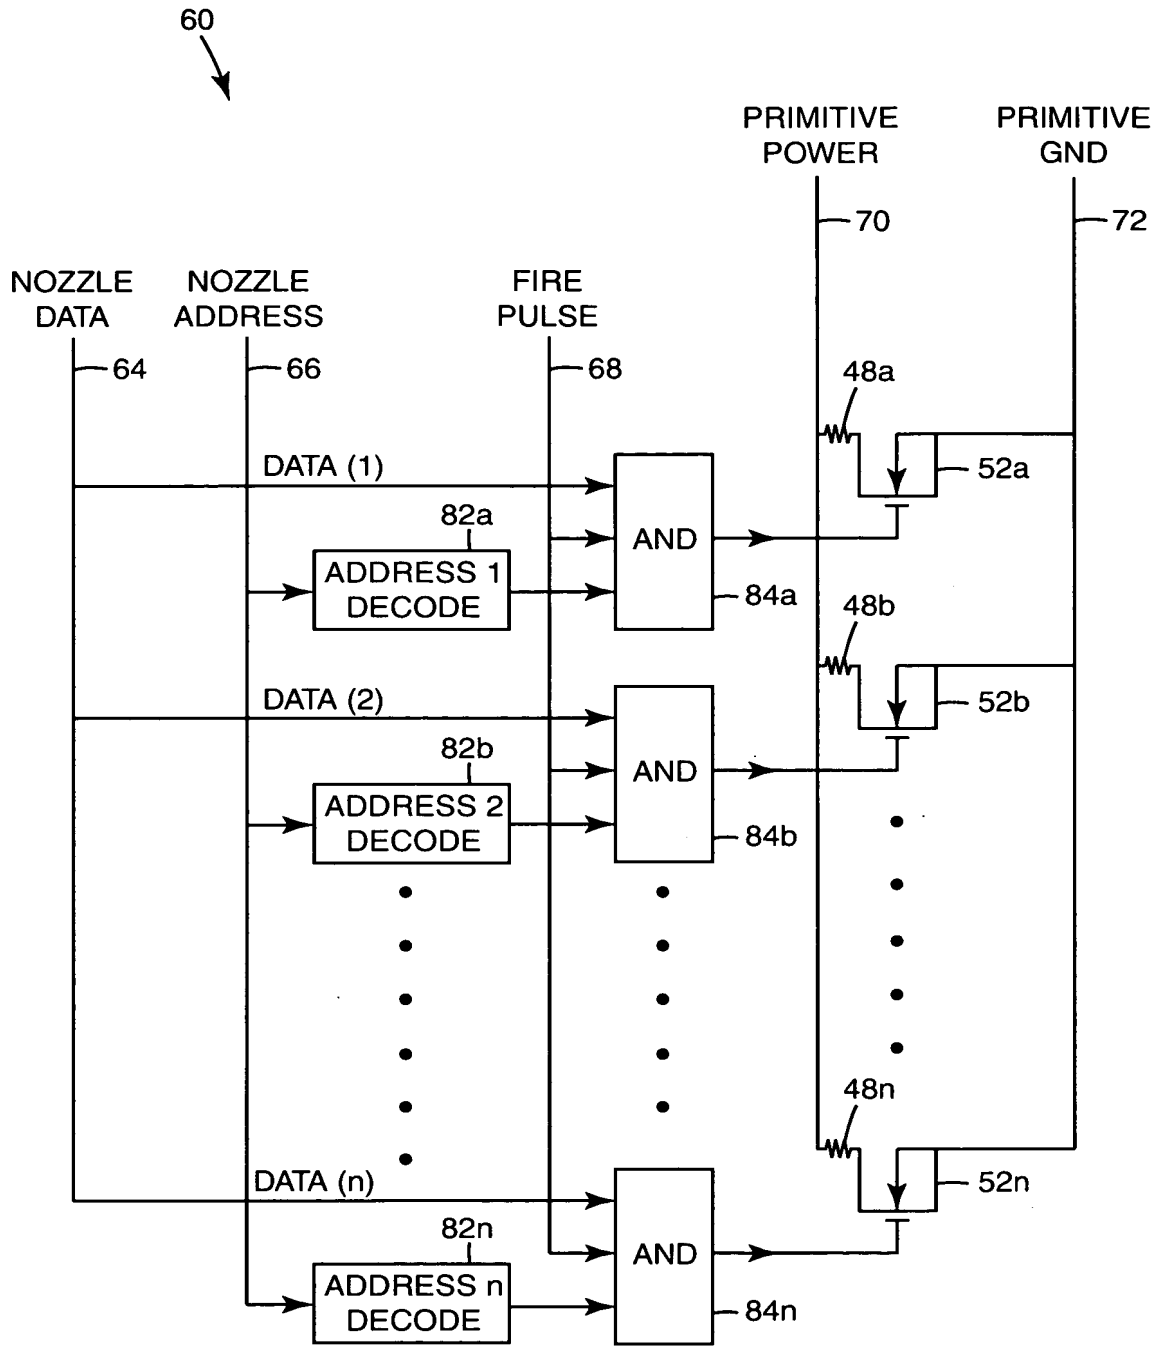 60
PRIMITIVE
POWER
PRIMITIVE
GND
70
72
NOZZLE
DATA
NOZZLE
ADDRESS
FIRE
PULSE
64
66
68
48a
DATA (1)
52a
82a
AND
ADDRESS 1
DECODE
84a
48b
DATA (2)
52b
82b
AND
ADDRESS 2
DECODE
84b
48n
DATA (n)
52n
82n
AND
ADDRESS n
DECODE
84n